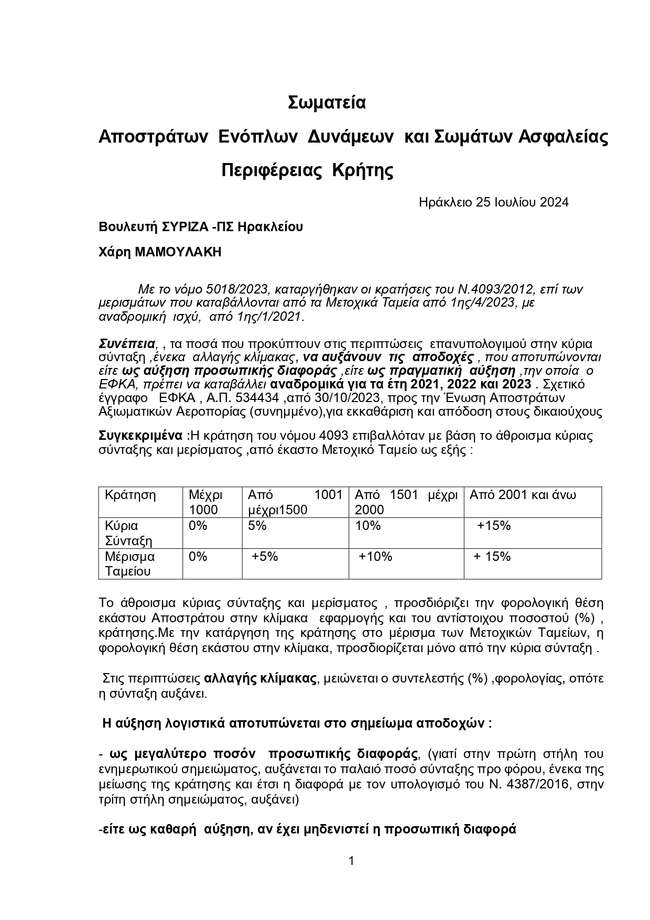 Σωματεία
Αποστράτων Ενόπλων Δυνάμεων και Σωμάτων Ασφαλείας
Περιφέρειας Κρήτης
Ηράκλειο 25 Ιουλίου 2024
Βουλευτή ΣΥΡΙΖΑ -ΠΣ Ηρακλείου
Χάρη ΜΑΜΟΥΛΑΚΗ
Με το νόμο 5018/2023, καταργήθηκαν οι κρατήσεις του Ν.4093/2012, επί των
μερισμάτων που καταβάλλονται από τα Μετοχικά Ταμεία από 1ης/4/2023, με
αναδρομική ισχύ, από 1ης/1/2021.
Συνέπεια, , τα ποσά που προκύπτουν στις περιπτώσεις επανυπολογιμού στην κύρια
σύνταξη ,ένεκα αλλαγής κλίμακας, να αυξάνουν τις αποδοχές , που αποτυπώνονται
είτε ως αύξηση προσωπικής διαφοράς ,είτε ως πραγματική αύξηση ,την οποία ο
ΕΦΚΑ, πρέπει να καταβάλλει αναδρομικά για τα έτη 2021, 2022 και 2023 . Σχετικό
έγγραφο ΕΦΚΑ , Α.Π. 534434 ,από 30/10/2023, προς την Ένωση Αποστράτων
Αξιωματικών Αεροπορίας (συνημμένο),για εκκαθάριση και απόδοση στους δικαιούχους
Συγκεκριμένα :Η κράτηση του νόμου 4093 επιβαλλόταν με βάση το άθροισμα κύριας
σύνταξης και μερίσματος ,από έκαστο Μετοχικό Ταμείο ως εξής :
Κράτηση Μέχρι Από 1001 Από 1501 μέχρι Από 2001 και άνω
1000 μέχρι1500 2000
Κύρια 0% 5% 10% +15%
Σύνταξη
Μέρισμα 0% +5% +10% + 15%
Ταμείου
Το άθροισμα κύριας σύνταξης και μερίσματος , προσδιόριζει την φορολογική θέση
εκάστου Αποστράτου στην κλίμακα εφαρμογής και του αντίστοιχου ποσοστού (%) ,
κράτησης.Με την κατάργηση της κράτησης στο μέρισμα των Μετοχικών Ταμείων, η
φορολογική θέση εκάστου στην κλίμακα, προσδιορίζεται μόνο από την κύρια σύνταξη .
Στις περιπτώσεις αλλαγής κλίμακας, μειώνεται ο συντελεστής (%) ,φορολογίας, οπότε
η σύνταξη αυξάνει.
Η αύξηση λογιστικά αποτυπώνεται στο σημείωμα αποδοχών :
- ως μεγαλύτερο ποσόν προσωπικής διαφοράς, (γιατί στην πρώτη στήλη του
ενημερωτικού σημειώματος, αυξάνεται το παλαιό ποσό σύνταξης προ φόρου, ένεκα της
μείωσης της κράτησης και έτσι η διαφορά με τον υπολογισμό του Ν. 4387/2016, στην
τρίτη στήλη σημειώματος, αυξάνει)
-είτε ως καθαρή αύξηση, αν έχει μηδενιστεί η προσωπική διαφορά
1